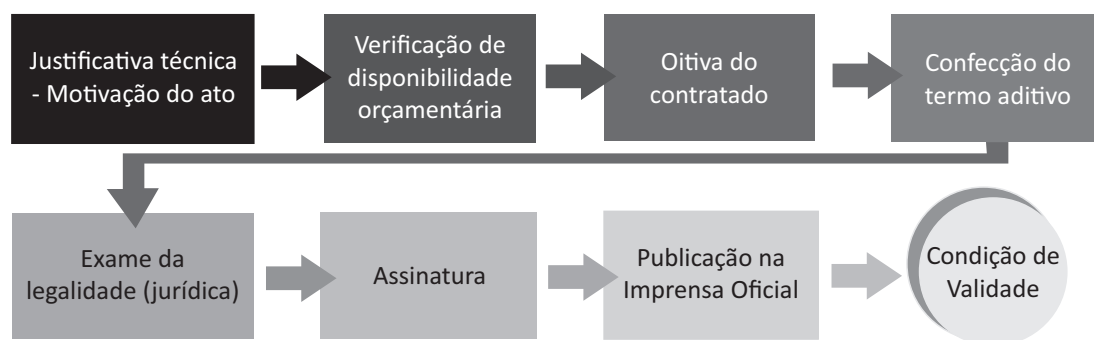 Justificativa técnica
- Motivação do ato
Verificação de
disponibilidade
orçamentária
Oitiva do
contratado
Confecção do
termo aditivo
Exame da
legalidade (jurídica)
Assinatura
Publicação na
Imprensa Oficial
Condição de
Validade